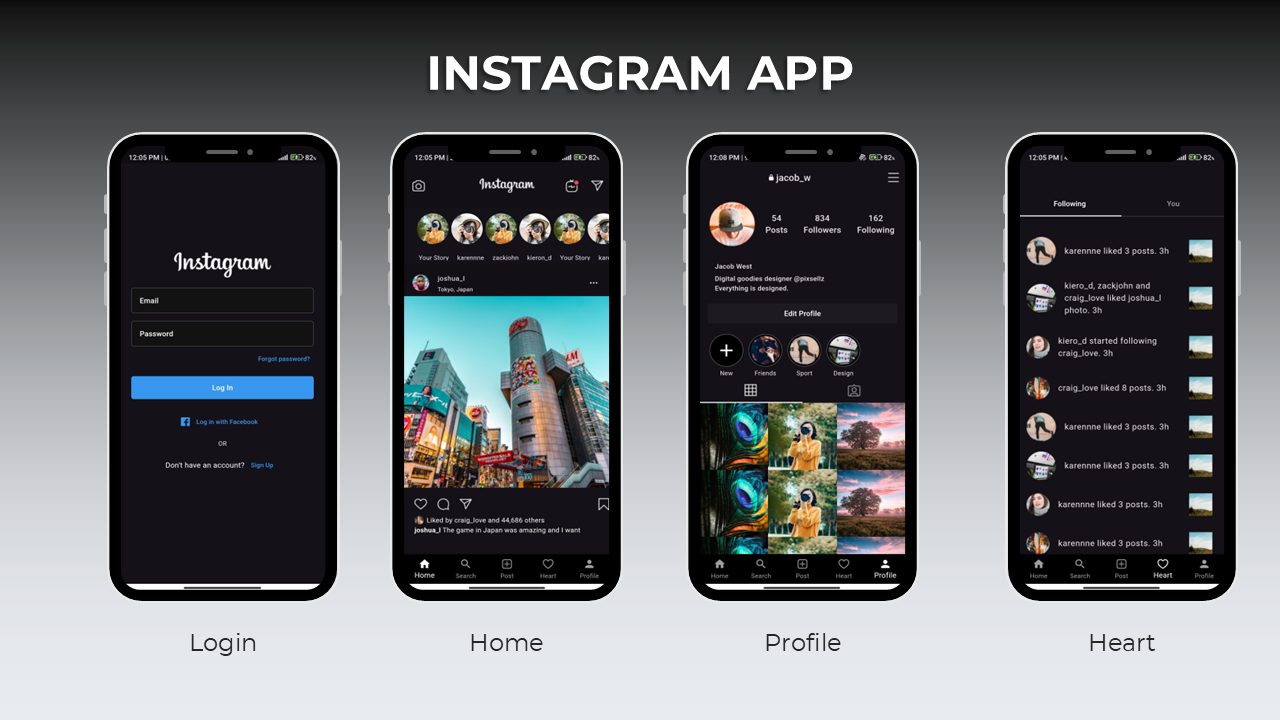 INSTAGRAM APP
12:05 PM |
82%
Instagram
Email
Password
Forgot password?
Log In
Log in with Facebook
OR
Don't have an account? Sign Up
Login
12:05 PM |
82%
Instagram
Your Story karennne zackjohn kieron_d Your Story kar
joshua_l
Tokyo, Japan
Liked by craig_love and 44,686 others
joshua_l The game in Japan was amazing and I want
Home Search Post Heart Profile
Home
12:08 PM |
82%
jacob_w
54 834 162
Posts Followers Following
Jacob West
Digital goodies designer @pixsellz
Everything is designed.
Edit Profile
New Friends Sport Design
Home Search Post Heart Profile
Profile
12:05 PM |
82%
Following You
karennne liked 3 posts. 3h
kiero_d, zackjohn and
craig_love liked joshua_l
photo. 3h
kiero_d started following
craig_love. 3h
craig_love liked 8 posts. 3h
karennne liked 3 posts. 3h
karennne liked 3 posts. 3h
karennne liked 3 posts. 3h
karennne liked 3 posts. 3h
Home Search Post Heart Profile
Heart